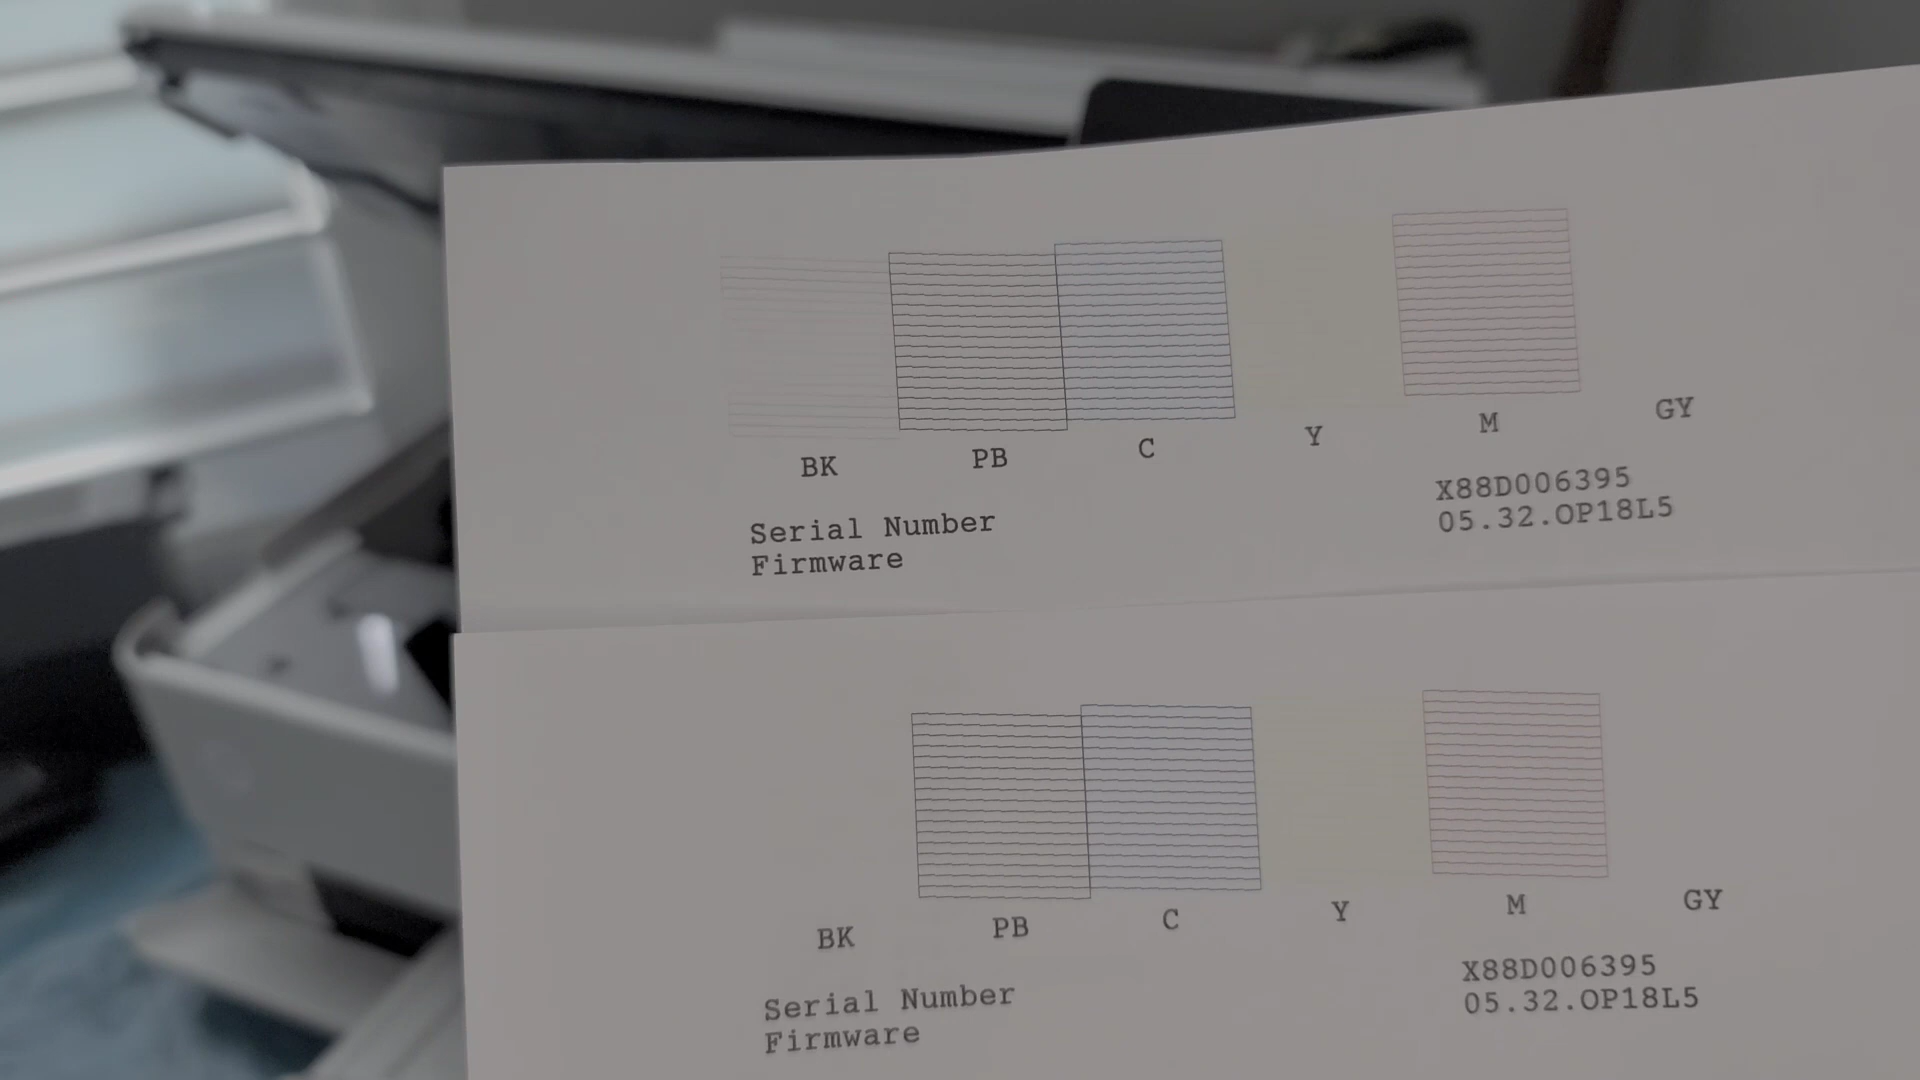 BK PB C Y M GY
Serial Number X88D006395
Firmware 05.32.OP18L5
BK PB C Y M GY
Serial Number X88D006395
Firmware 05.32.OP18L5